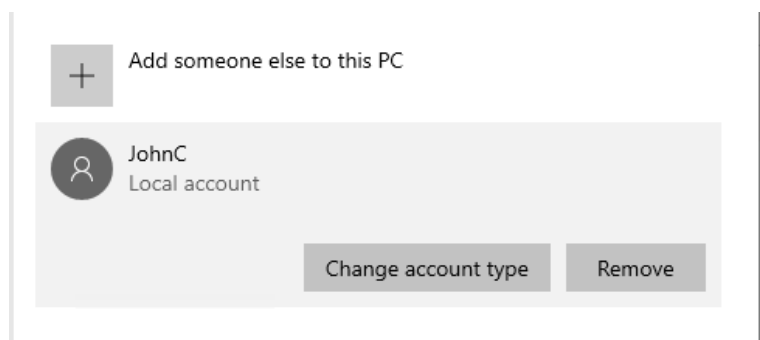 Add someone else to this PC
JohnC
Local account
Change account type
Remove